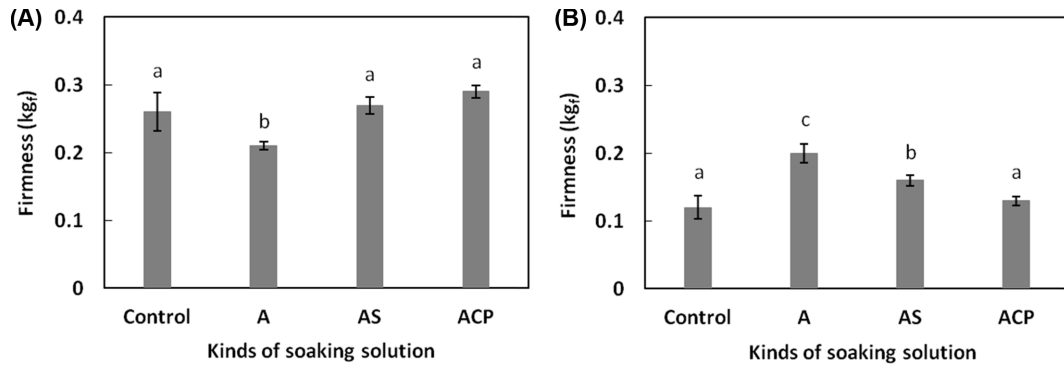 (A)
0.4
0.3
0.2
0.1
0
Firmness (kgf)
a
b
a
a
Control A AS ACP
Kinds of soaking solution
(B)
0.4
0.3
0.2
0.1
0
Firmness (kgf)
a
c
b
a
Control A AS ACP
Kinds of soaking solution